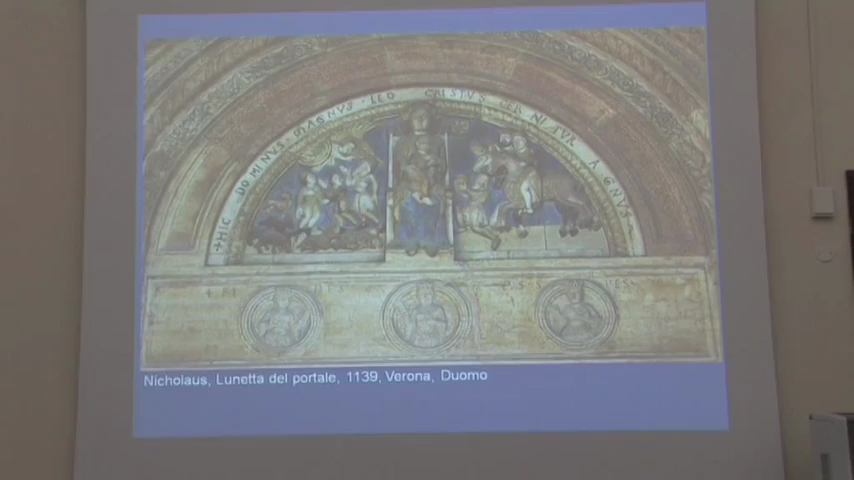 +HIC DOMINUS MAGNUS LEO CRISTUS CERNITUR AGNUS
Nicholaus, Lunetta del portale, 1139, Verona, Duomo